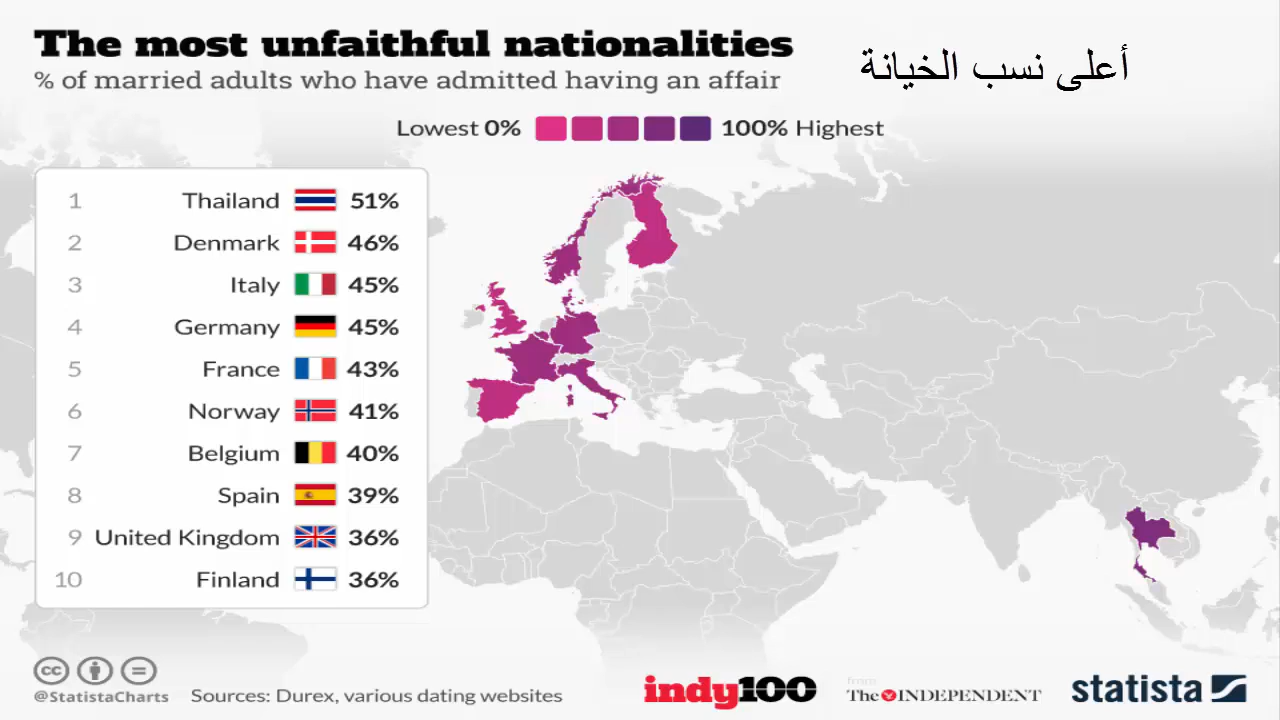 The most unfaithful nationalities
% of married adults who have admitted having an affair
أعلى نسب الخيانة
Lowest 0% 100% Highest
1 Thailand 51%
2 Denmark 46%
3 Italy 45%
4 Germany 45%
5 France 43%
6 Norway 41%
7 Belgium 40%
8 Spain 39%
9 United Kingdom 36%
10 Finland 36%
cc =
@StatistaCharts Sources: Durex, various dating websites
indy100
from
The INDEPENDENT
statista